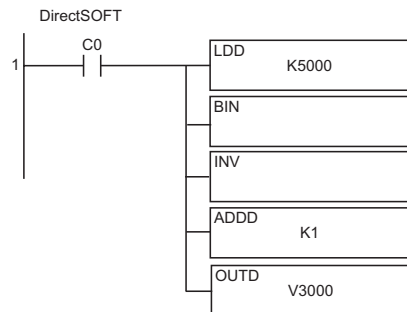 DirectSOFT
C0
1
LDD
K5000
BIN
INV
ADDD
K1
OUTD
V3000